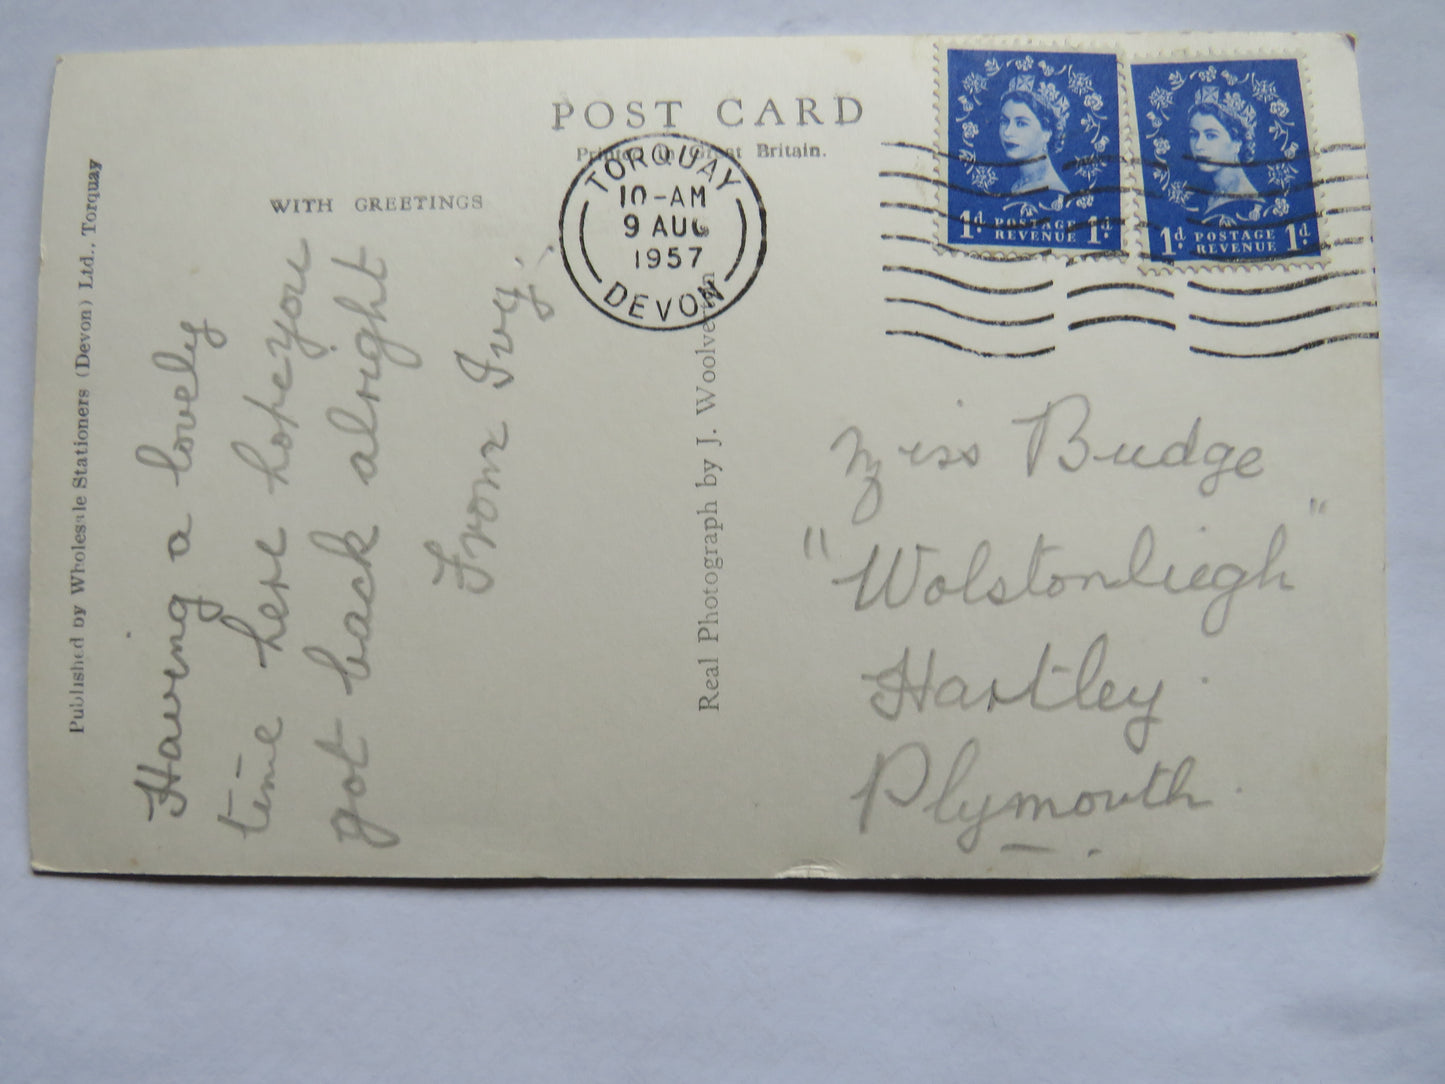 POST CARD
Printed in Great Britain.
WITH GREETINGS
Published by Wholesale Stationers (Devon) Ltd., Torquay
Real Photograph by J. Woolverton
TORQUAY
10-AM
9 AUG
1957
DEVON
1d POSTAGE REVENUE 1d
1d POSTAGE REVENUE 1d
Having a lovely
time here hope you
got back alright
From Ivy.
Miss Budge
"Wolstonliegh"
Hartley
Plymouth.